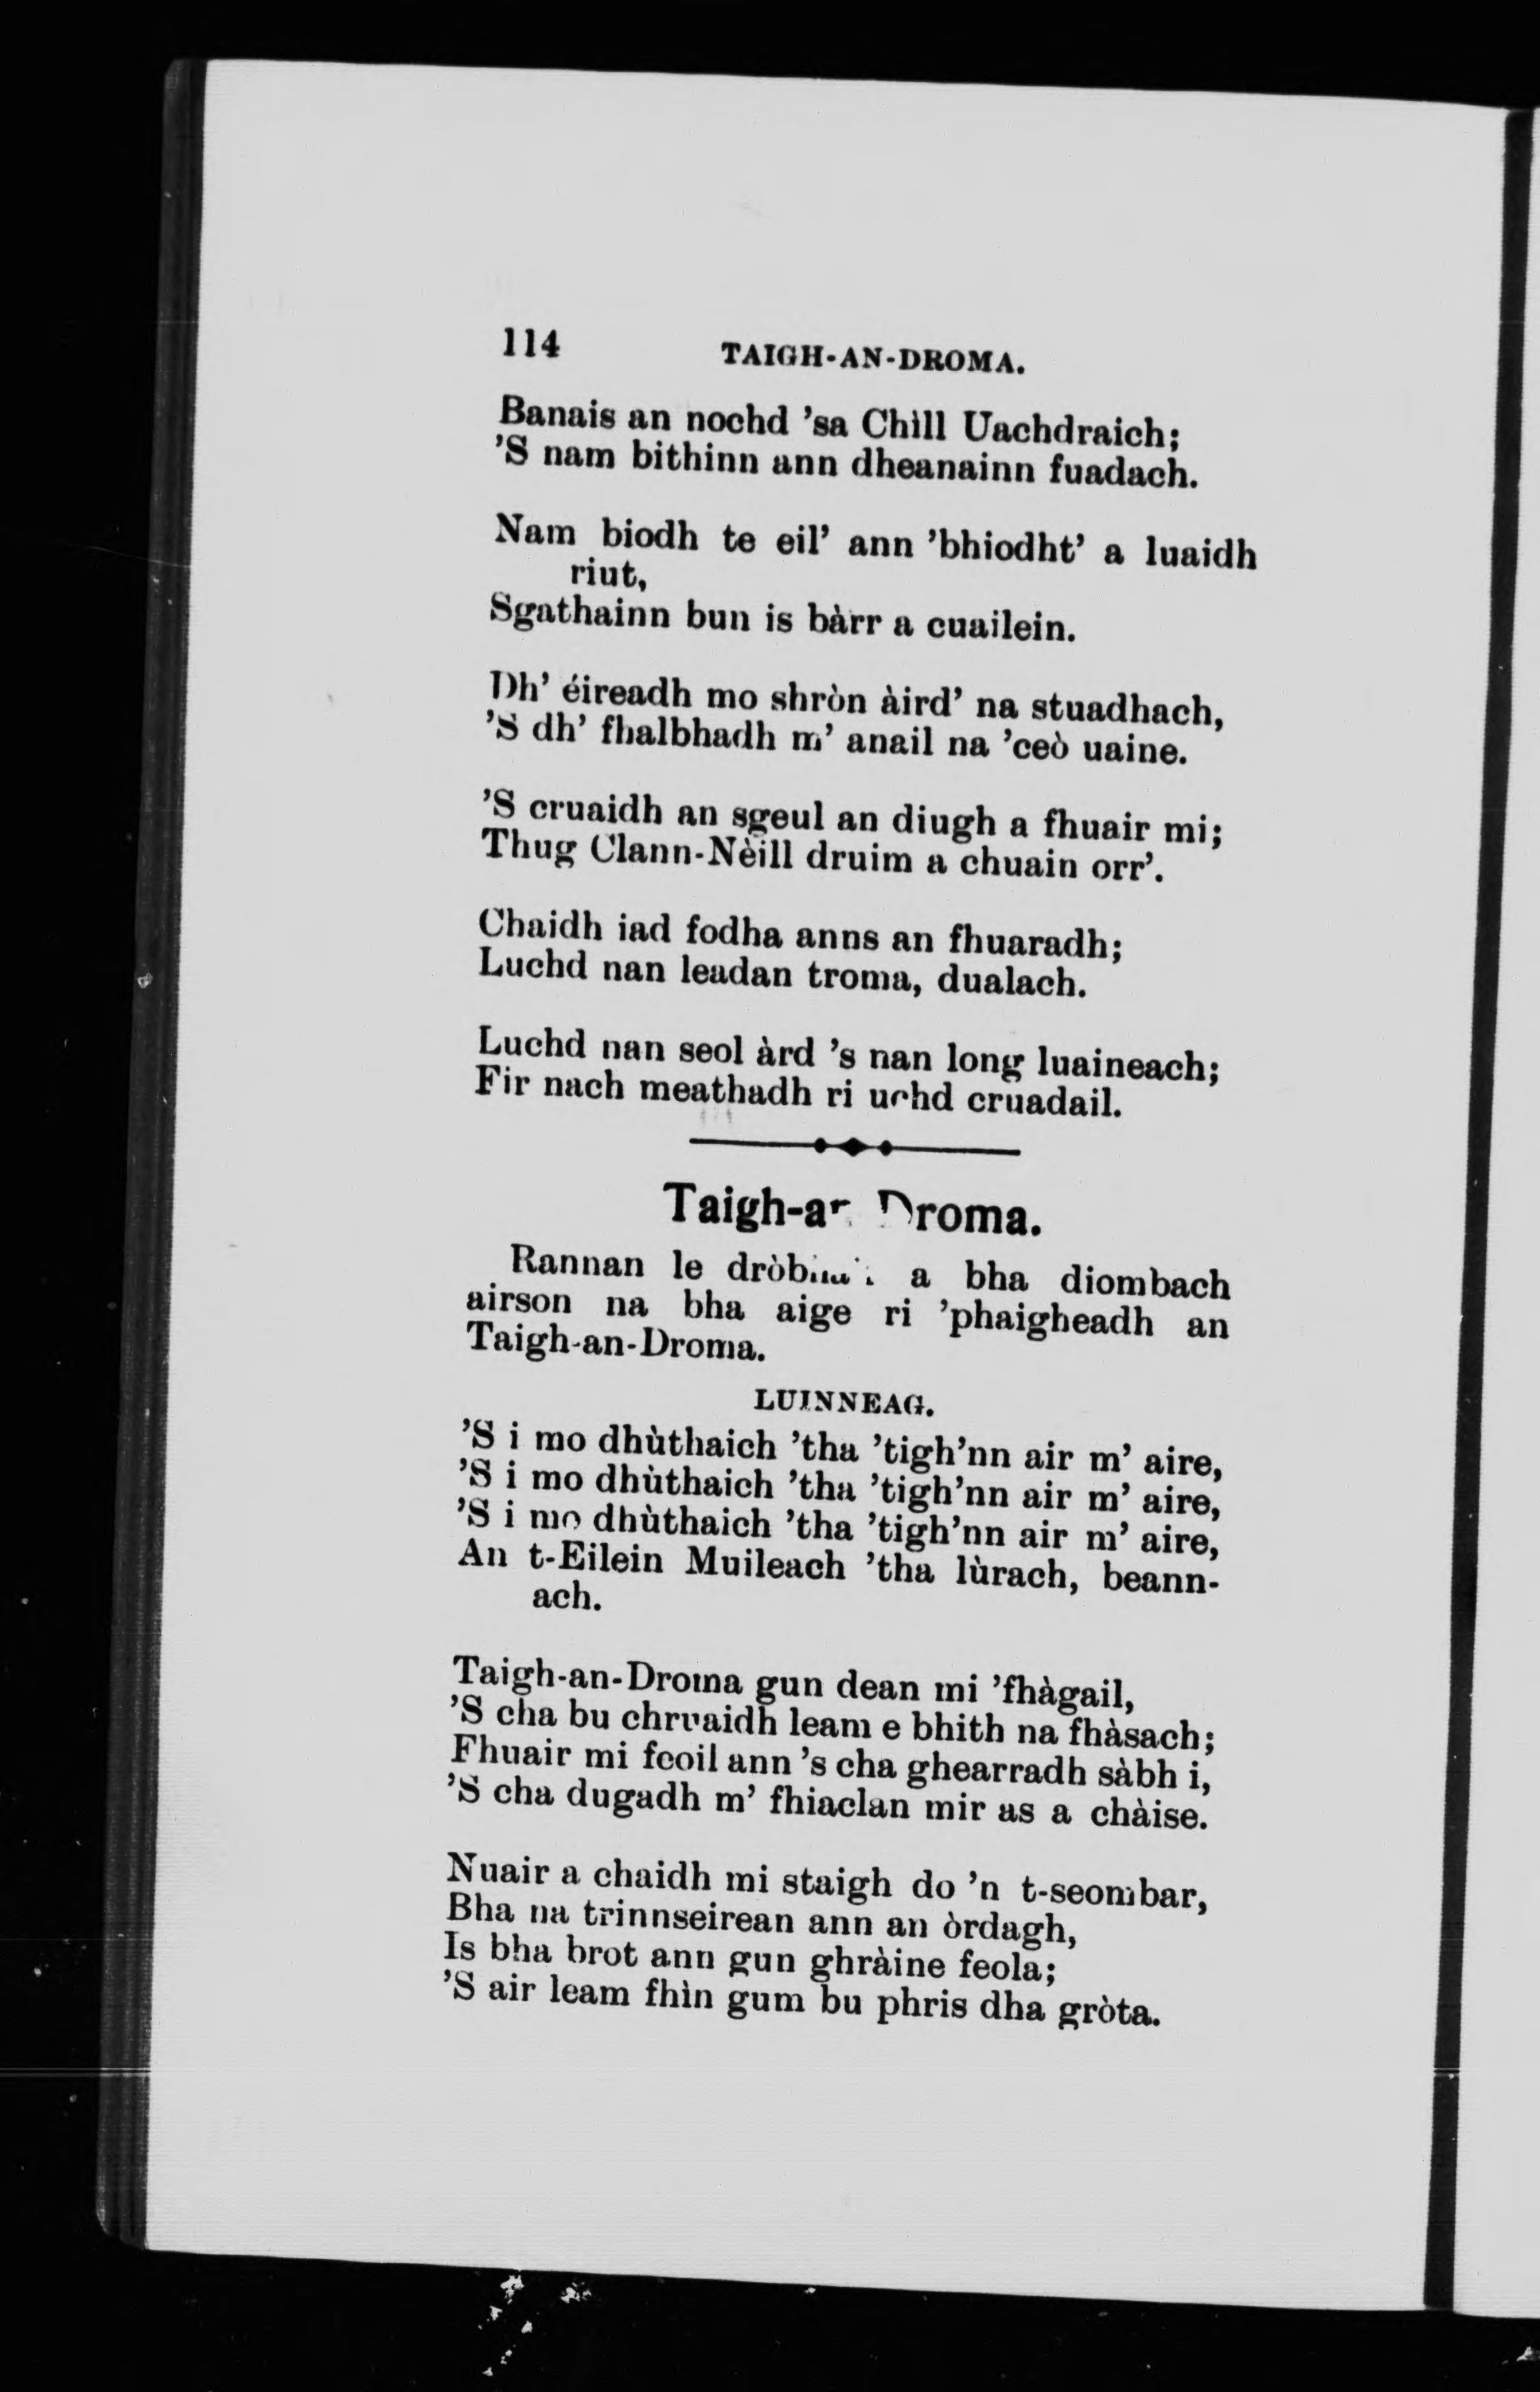 114 TAIGH-AN-DROMA.
Banais an nochd ’sa Chìll Uachdraich;
’S nam bithinn ann dheanainn fuadach.
Nam biodh te eil’ ann ’bhiodht’ a luaidh
riut,
Sgathainn bun is bàrr a cuailein.
Dh’ éireadh mo shròn àird’ na stuadhach,
’S dh’ fhalbhadh m’ anail na ’ceò uaine.
’S cruaidh an sgeul an diugh a fhuair mi;
Thug Clann-Nèill druim a chuain orr’.
Chaidh iad fodha anns an fhuaradh;
Luchd nan leadan troma, dualach.
Luchd nan seol àrd ’s nan long luaineach;
Fir nach meathadh ri uchd cruadail.
Taigh-an Droma.
Rannan le a bha diombach
airson na bha aige ri ’phaigheadh an
Taigh-an-Droma.
LUINNEAG.
’S i mo dhùthaich ’tha ’tigh’nn air m’ aire,
’S i mo dhùthaich ’tha ’tigh’nn air m’ aire,
’S i mo dhùthaich ’tha ’tigh’nn air m’ aire,
An t-Eilein Muileach ’tha lùrach, beann-
ach.
Taigh-an-Droma gun dean mi ’fhàgail,
’S cha bu chruaidh leam e bhith na fhàsach;
Fhuair mi feoil ann ’s cha ghearradh sàbh i,
’S cha dugadh m’ fhiaclan mir as a chàise.
Nuair a chaidh mi staigh do ’n t-seombar,
Bha na trinnseirean ann an òrdagh,
Is bha brot ann gun ghràine feola;
’S air leam fhìn gum bu phris dha gròta.